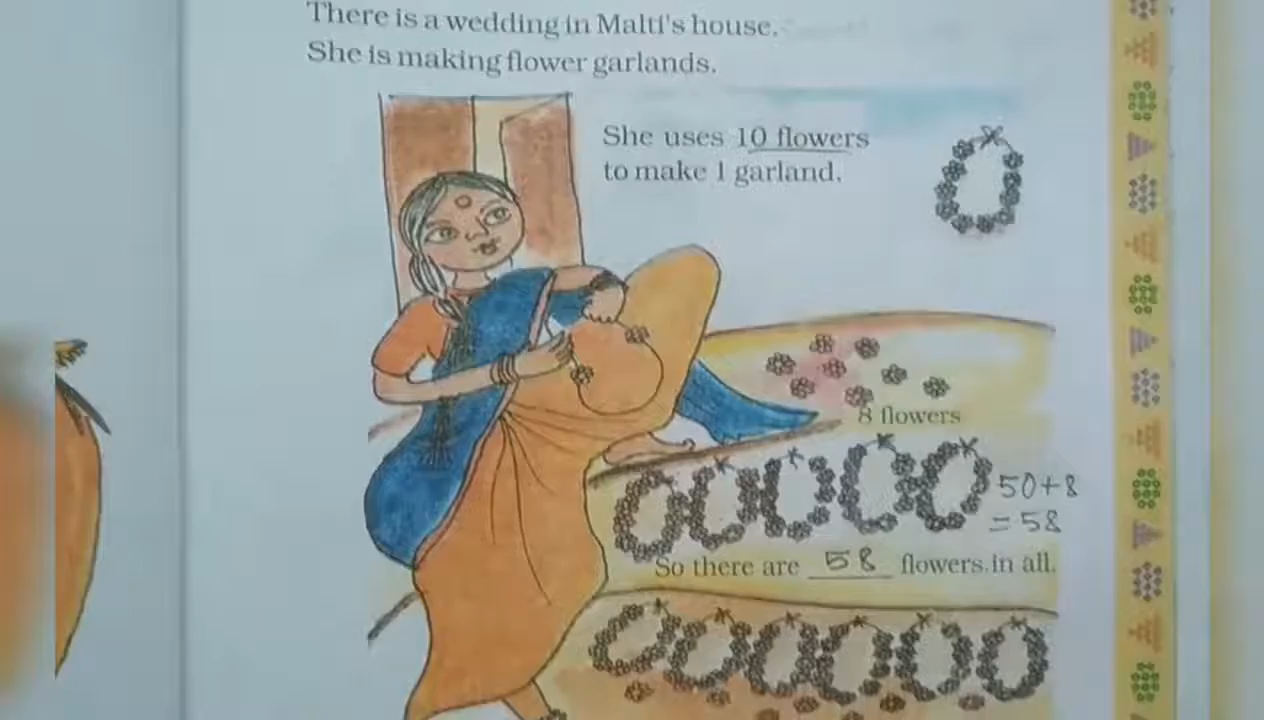 There is a wedding in Malti's house.
She is making flower garlands.
She uses 10 flowers
to make 1 garland.
8 flowers
50+8
=58
So there are 58 flowers in all.